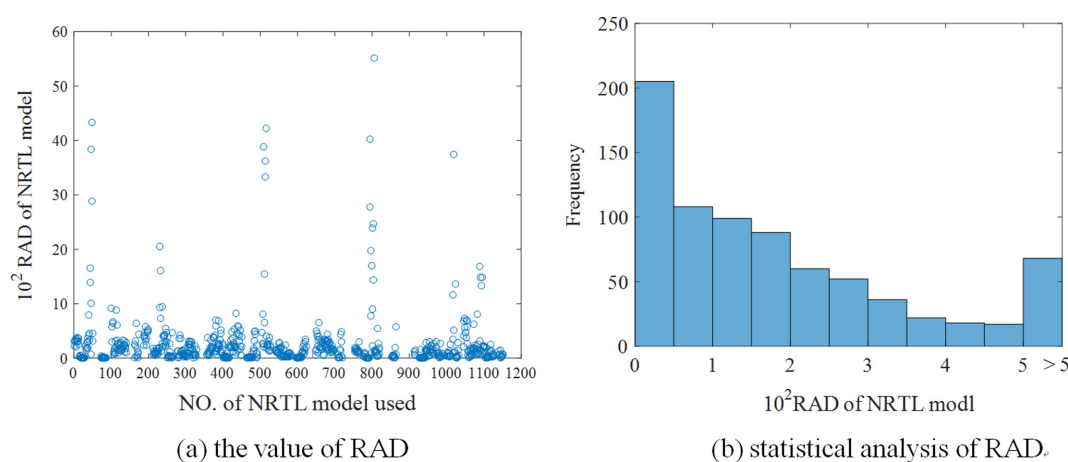 60
50
40
30
20
10
0
10² RAD of NRTL model
0 100 200 300 400 500 600 700 800 900 1000 1100 1200
NO. of NRTL model used
(a) the value of RAD
250
200
150
100
50
0
Frequency
0 1 2 3 4 5 > 5
10²RAD of NRTL modl
(b) statistical analysis of RAD